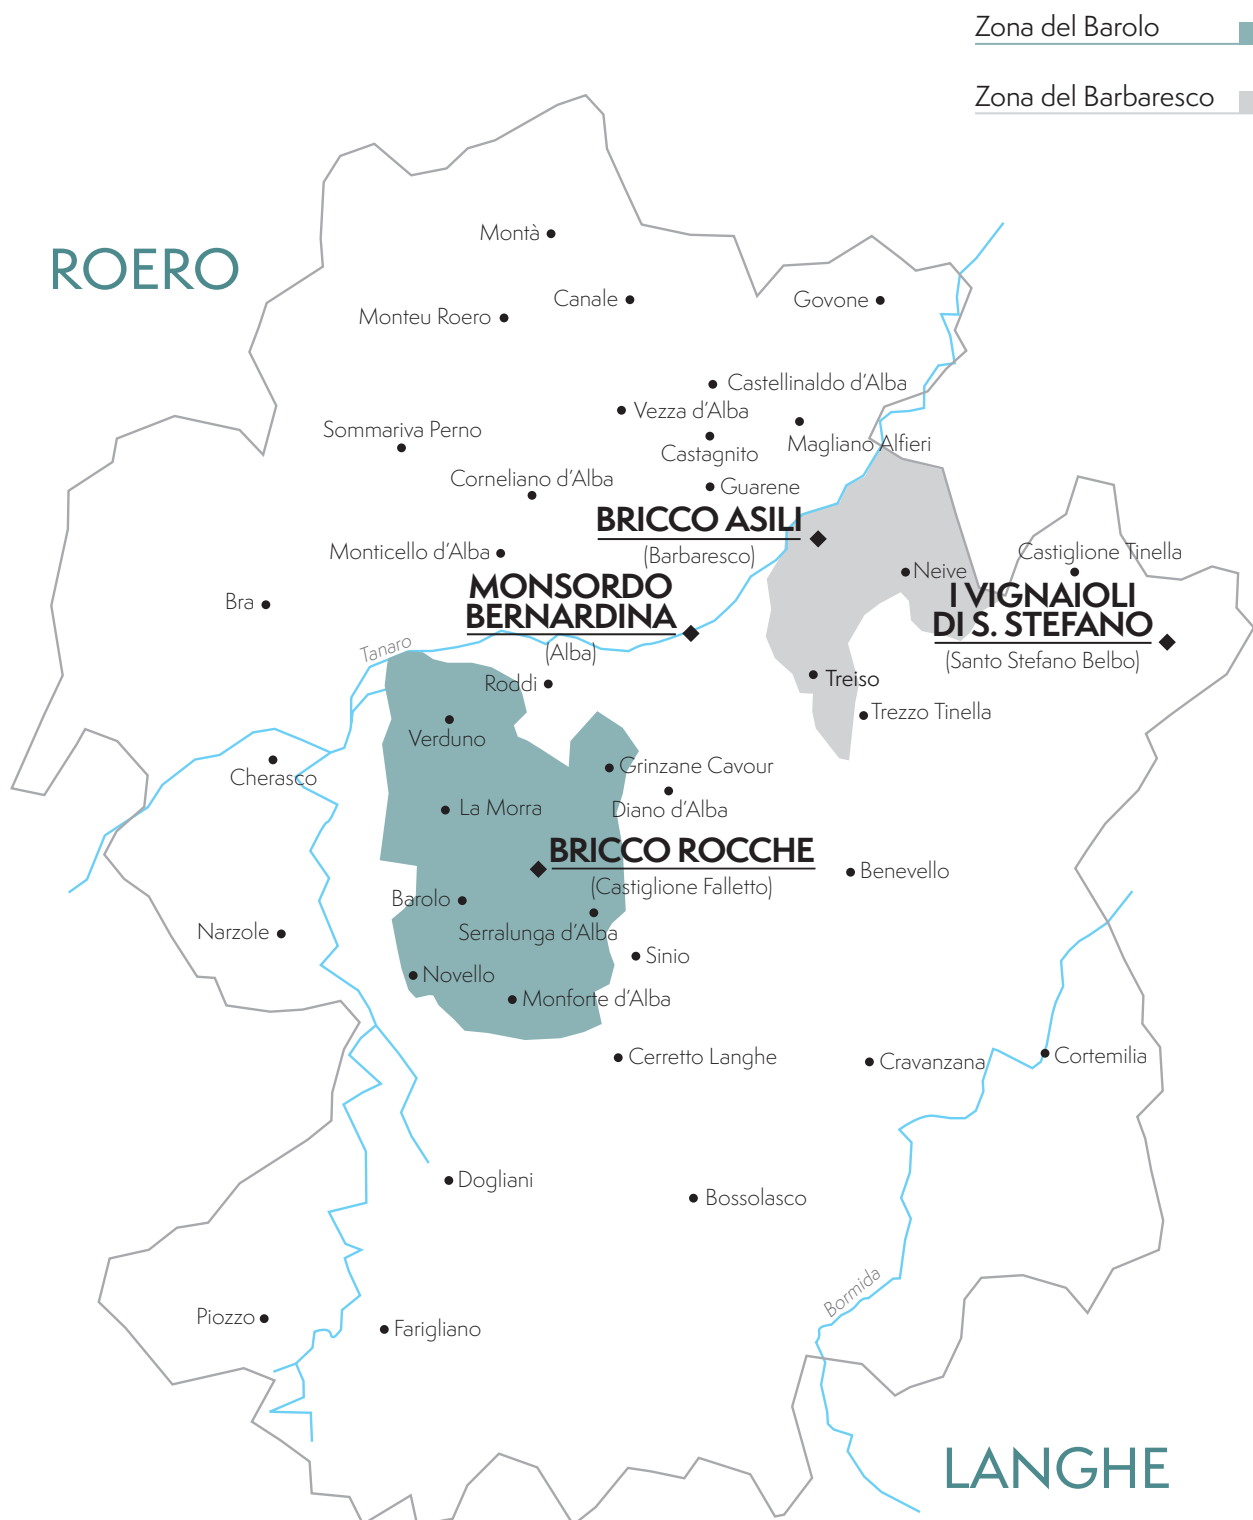 Zona del Barolo
Zona del Barbaresco
ROERO
Montà
Canale
Govone
Monteu Roero
Castellinaldo d'Alba
Vezza d'Alba
Sommariva Perno
Magliano Alfieri
Castagnito
Corneliano d'Alba
Guarene
BRICCO ASILI
(Barbaresco)
Monticello d'Alba
Castiglione Tinella
Neive
MONSORDO
BERNARDINA
(Alba)
I VIGNAIOLI
DI S. STEFANO
(Santo Stefano Belbo)
Bra
Tanaro
Roddi
Treiso
Trezzo Tinella
Verduno
Cherasco
Grinzane Cavour
La Morra
Diano d'Alba
BRICCO ROCCHE
(Castiglione Falletto)
Benevello
Barolo
Narzole
Serralunga d'Alba
Sinio
Novello
Monforte d'Alba
Cerretto Langhe
Cravanzana
Cortemilia
Dogliani
Bossolasco
Bormida
Piozzo
Farigliano
LANGHE